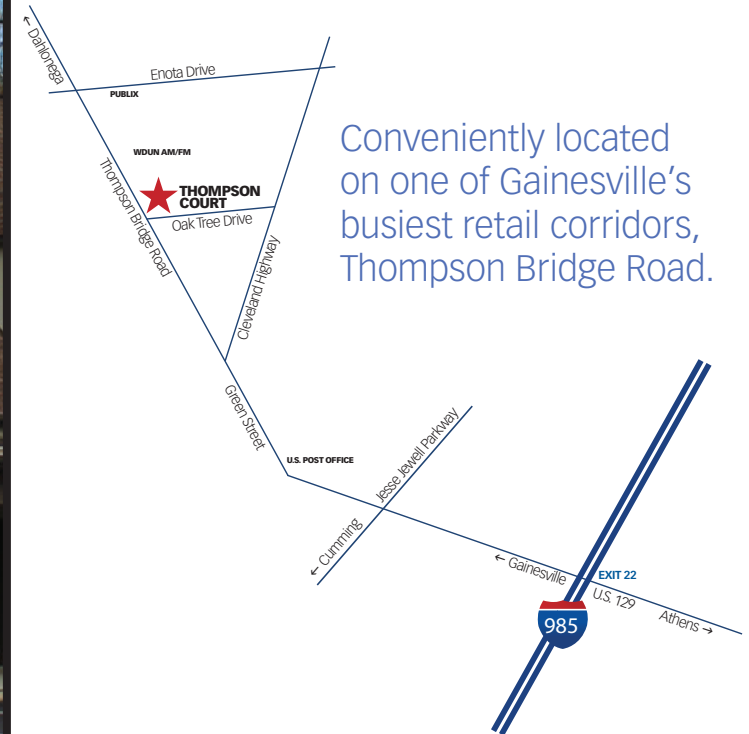 ← Dahlonega
Enota Drive
PUBLIX
WDUN AM/FM
THOMPSON
COURT
Oak Tree Drive
Thompson Bridge Road
Cleveland Highway
Conveniently located
on one of Gainesville’s
busiest retail corridors,
Thompson Bridge Road.
Green Street
U.S. POST OFFICE
Jesse Jewell Parkway
← Cumming
← Gainesville
EXIT 22
U.S. 129
Athens →
985